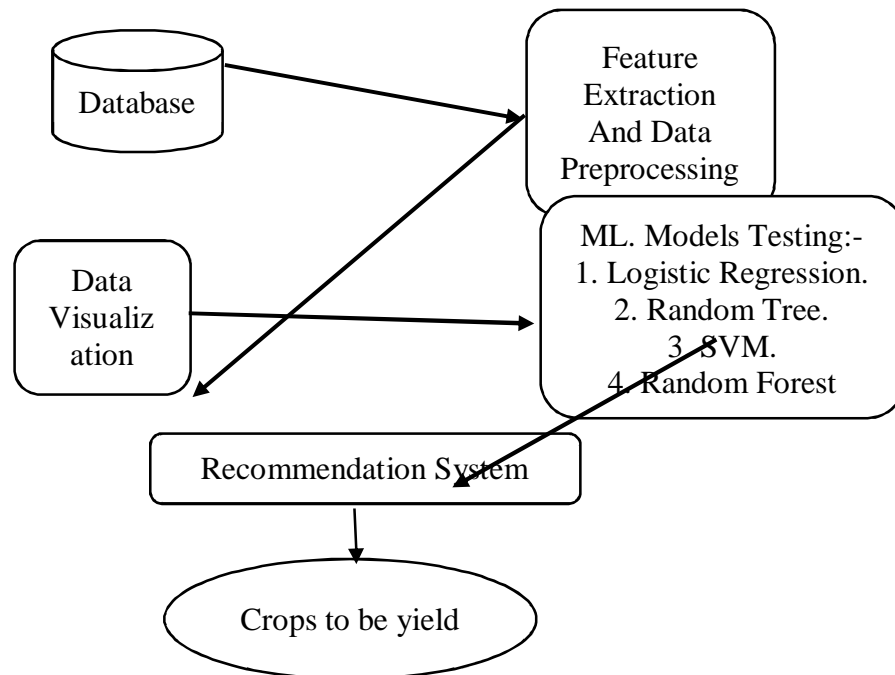 Database
Feature
Extraction
And Data
Preprocessing
Data
Visualiz
ation
ML. Models Testing:-
1. Logistic Regression.
2. Random Tree.
3. SVM.
4. Random Forest
Recommendation System
Crops to be yield